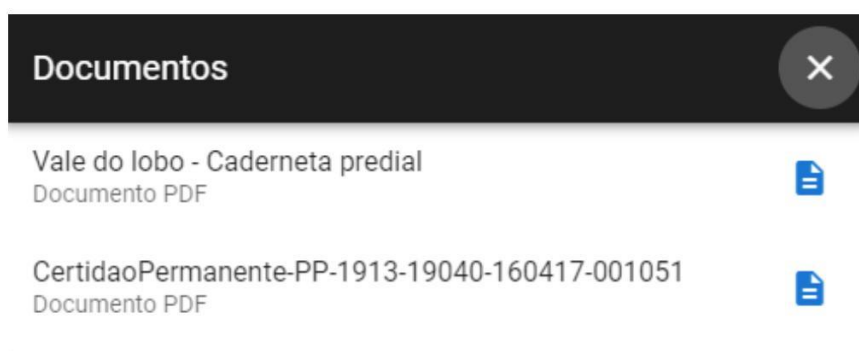 Documentos
Vale do lobo - Caderneta predial
Documento PDF
CertidaoPermanente-PP-1913-19040-160417-001051
Documento PDF